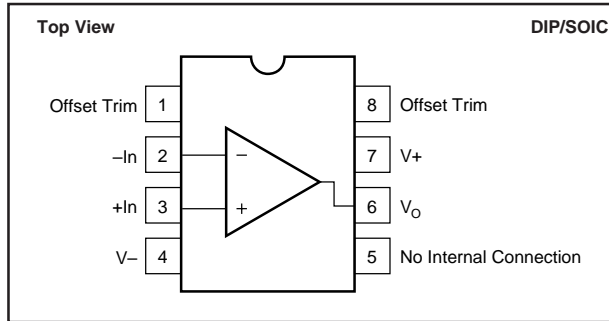 Top View DIP/SOIC
Offset Trim 1 8 Offset Trim
–In 2 − 7 V+
+In 3 + 6 VO
V– 4 5 No Internal Connection